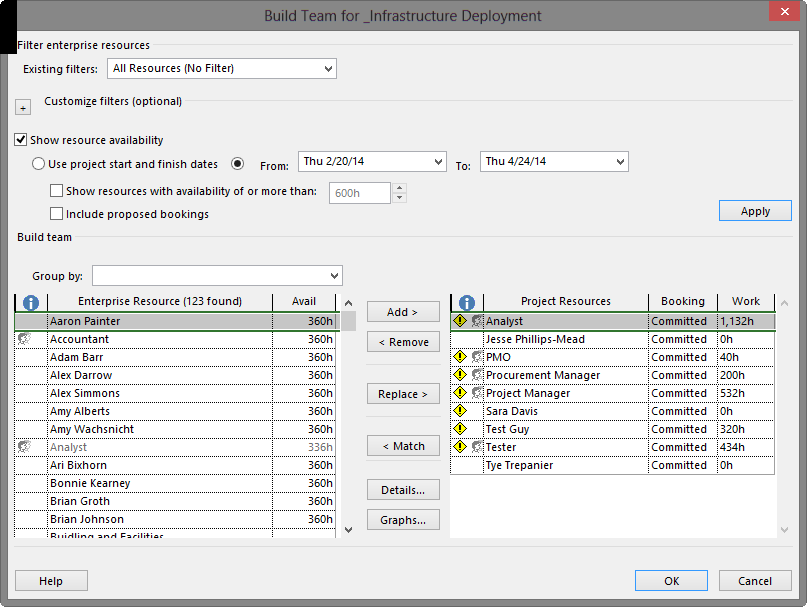 Build Team for _Infrastructure Deployment
Filter enterprise resources
Existing filters: All Resources (No Filter)
+ Customize filters (optional)
Show resource availability
Use project start and finish dates From: Thu 2/20/14 To: Thu 4/24/14
Show resources with availability of or more than: 600h
Include proposed bookings
Apply
Build team
Group by:
Enterprise Resource (123 found) Avail
Aaron Painter 360h
Accountant 360h
Adam Barr 360h
Alex Darrow 360h
Alex Simmons 360h
Amy Alberts 360h
Amy Wachsnicht 360h
Analyst 336h
Ari Bixhorn 360h
Bonnie Kearney 360h
Brian Groth 360h
Brian Johnson 360h
Buidling and Facilities
Add >
< Remove
Replace >
< Match
Details...
Graphs...
Project Resources Booking Work
Analyst Committed 1,132h
Jesse Phillips-Mead Committed 0h
PMO Committed 40h
Procurement Manager Committed 200h
Project Manager Committed 532h
Sara Davis Committed 0h
Test Guy Committed 320h
Tester Committed 434h
Tye Trepanier Committed 0h
Help OK Cancel